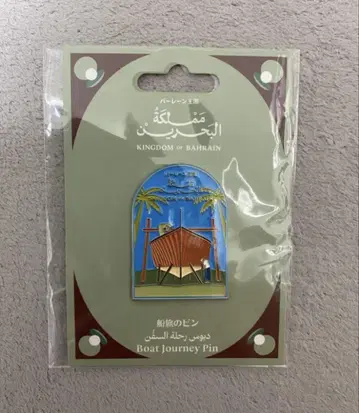 バーレーン王国
مملكة
البحرين
KINGDOM OF BAHRAIN
船旅のピン
دبوس رحلة السفن
Boat Journey Pin